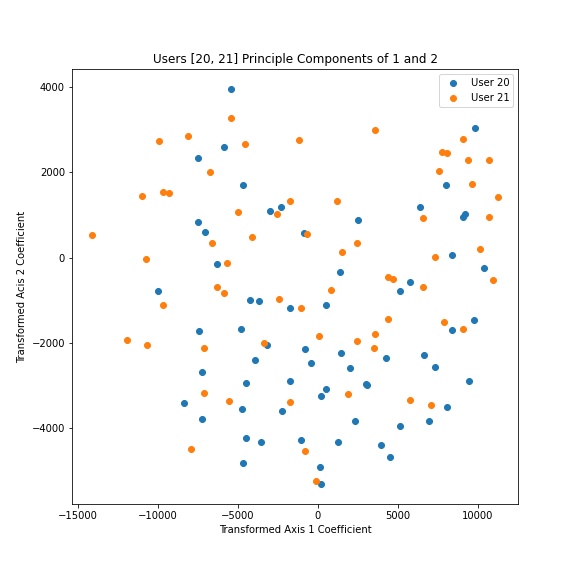 Users [20, 21] Principle Components of 1 and 2
User 20
User 21
4000
2000
0
−2000
−4000
Transformed Acis 2 Coefficient
−15000 −10000 −5000 0 5000 10000
Transformed Axis 1 Coefficient